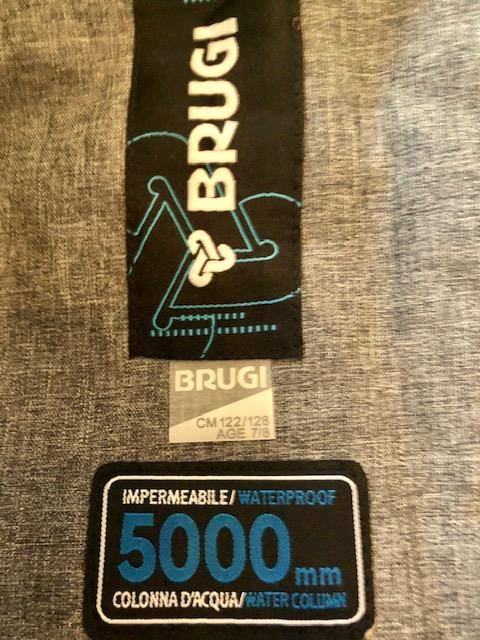 BRUGI
BRUGI
CM 122/128
AGE 7/8
IMPERMEABILE/WATERPROOF
5000 mm
COLONNA D'ACQUA/WATER COLUMN